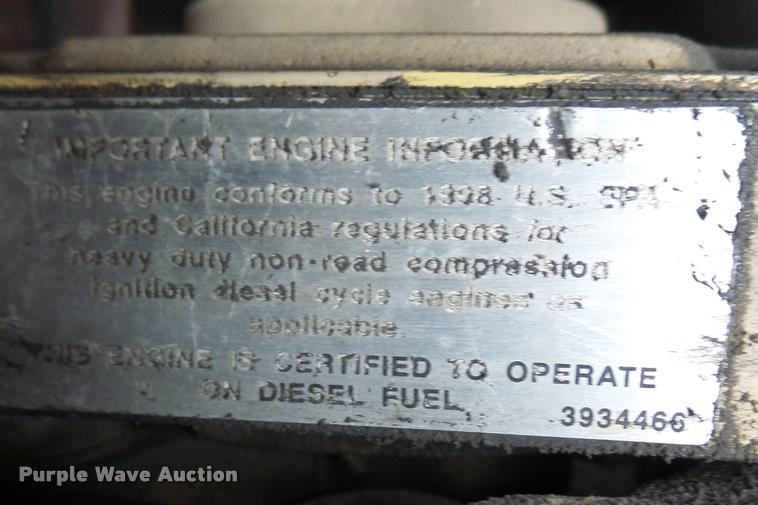 IMPORTANT ENGINE INFORMATION
This engine conforms to 1998 U.S. EPA
and California regulations for
heavy duty non-road compression
ignition diesel cycle engines as
applicable.
THIS ENGINE IS CERTIFIED TO OPERATE
ON DIESEL FUEL.
3934466
Purple Wave Auction